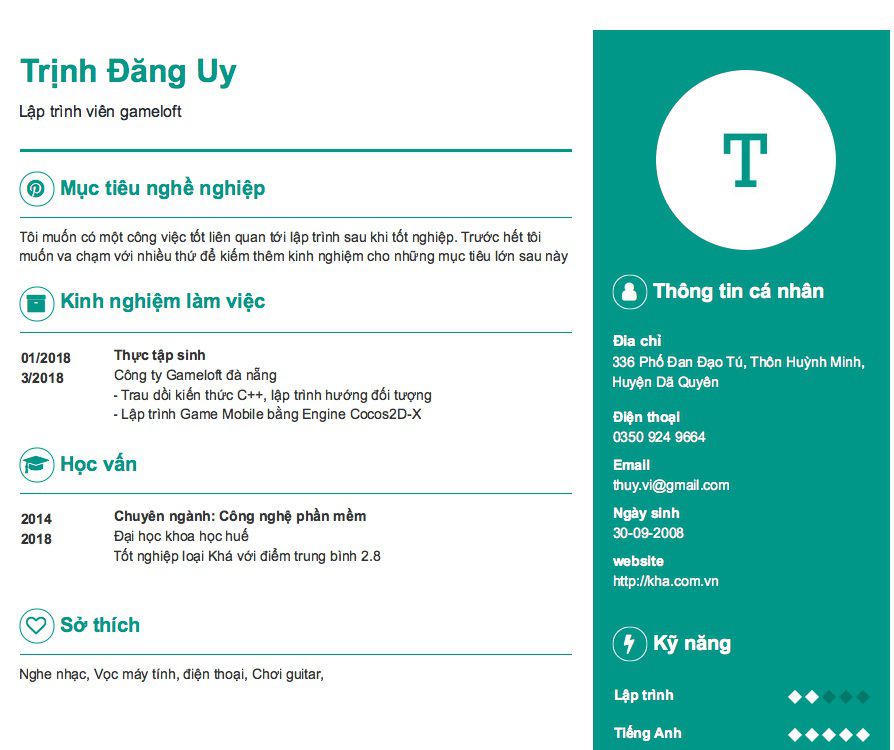 Trịnh Đăng Uy
Lập trình viên gameloft
Mục tiêu nghề nghiệp
Tôi muốn có một công việc tốt liên quan tới lập trình sau khi tốt nghiệp. Trước hết tôi
muốn va chạm với nhiều thứ để kiếm thêm kinh nghiệm cho những mục tiêu lớn sau này
Kinh nghiệm làm việc
01/2018
3/2018
Thực tập sinh
Công ty Gameloft đà nẵng
- Trau dồi kiến thức C++, lập trình hướng đối tượng
- Lập trình Game Mobile bằng Engine Cocos2D-X
Học vấn
2014
2018
Chuyên ngành: Công nghệ phần mềm
Đại học khoa học huế
Tốt nghiệp loại Khá với điểm trung bình 2.8
Sở thích
Nghe nhạc, Vọc máy tính, điện thoại, Chơi guitar,
T
Thông tin cá nhân
Đia chỉ
336 Phố Đan Đạo Tú, Thôn Huỳnh Minh,
Huyện Dã Quyên
Điện thoại
0350 924 9664
Email
thuy.vi@gmail.com
Ngày sinh
30-09-2008
website
http://kha.com.vn
Kỹ năng
Lập trình
Tiếng Anh